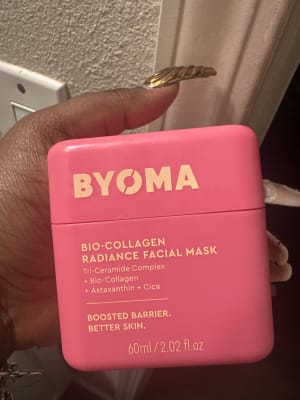 BYOMA
BIO-COLLAGEN
RADIANCE FACIAL MASK
Tri-Ceramide Complex
+ Bio-Collagen
+ Astaxanthin + Cica
BOOSTED BARRIER.
BETTER SKIN.
60ml / 2.02 fl.oz